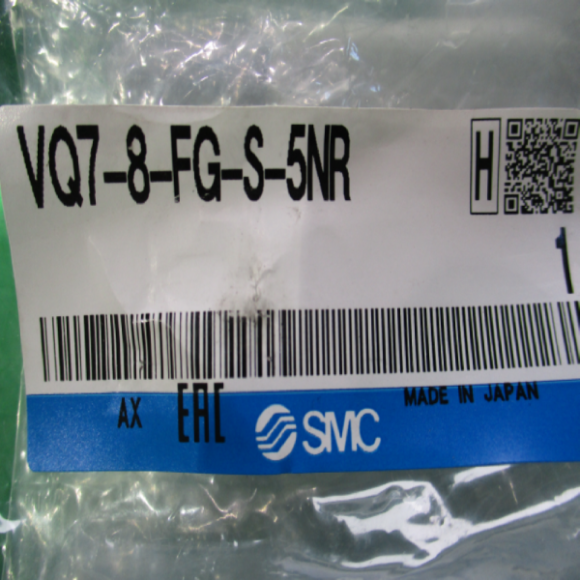 VQ7-8-FG-S-5NR
H
1
AX
EAC
SMC
MADE IN JAPAN